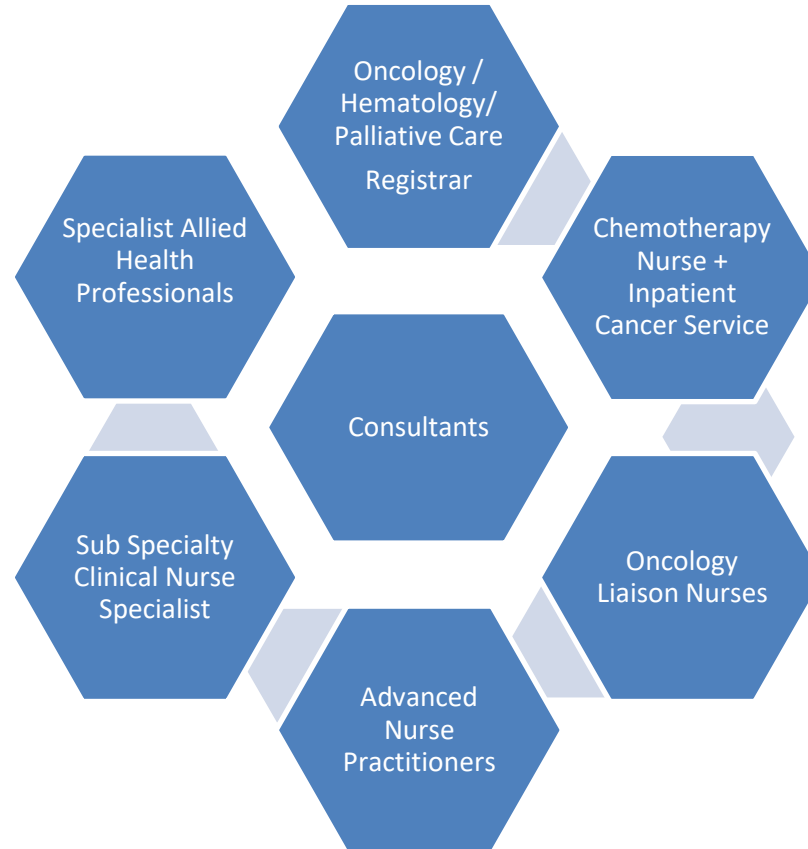 Oncology /
Hematology/
Palliative Care
Registrar
Specialist Allied
Health
Professionals
Chemotherapy
Nurse +
Inpatient
Cancer Service
Consultants
Sub Specialty
Clinical Nurse
Specialist
Oncology
Liaison Nurses
Advanced
Nurse
Practitioners